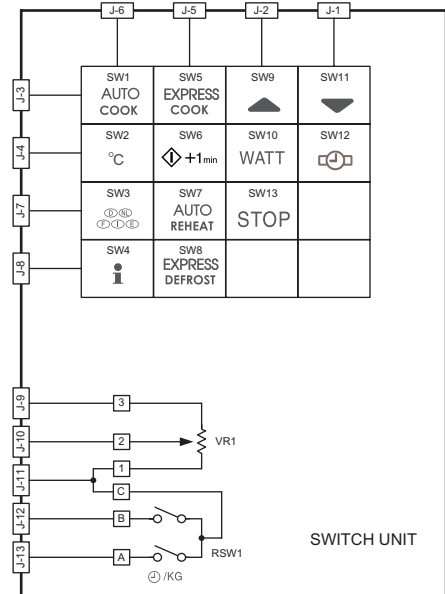 J-6 J-5 J-2 J-1
J-3
SW1 SW5 SW9 SW11
AUTO EXPRESS
COOK COOK
J-4
SW2 SW6 SW10 SW12
°C +1min WATT
J-7
SW3 SW7 SW13
D NL AUTO STOP
F I E REHEAT
J-8
SW4 SW8
i EXPRESS
DEFROST
J-9 3
J-10 2 VR1
J-11 1
C
J-12 B
SWITCH UNIT
J-13 A RSW1
/KG